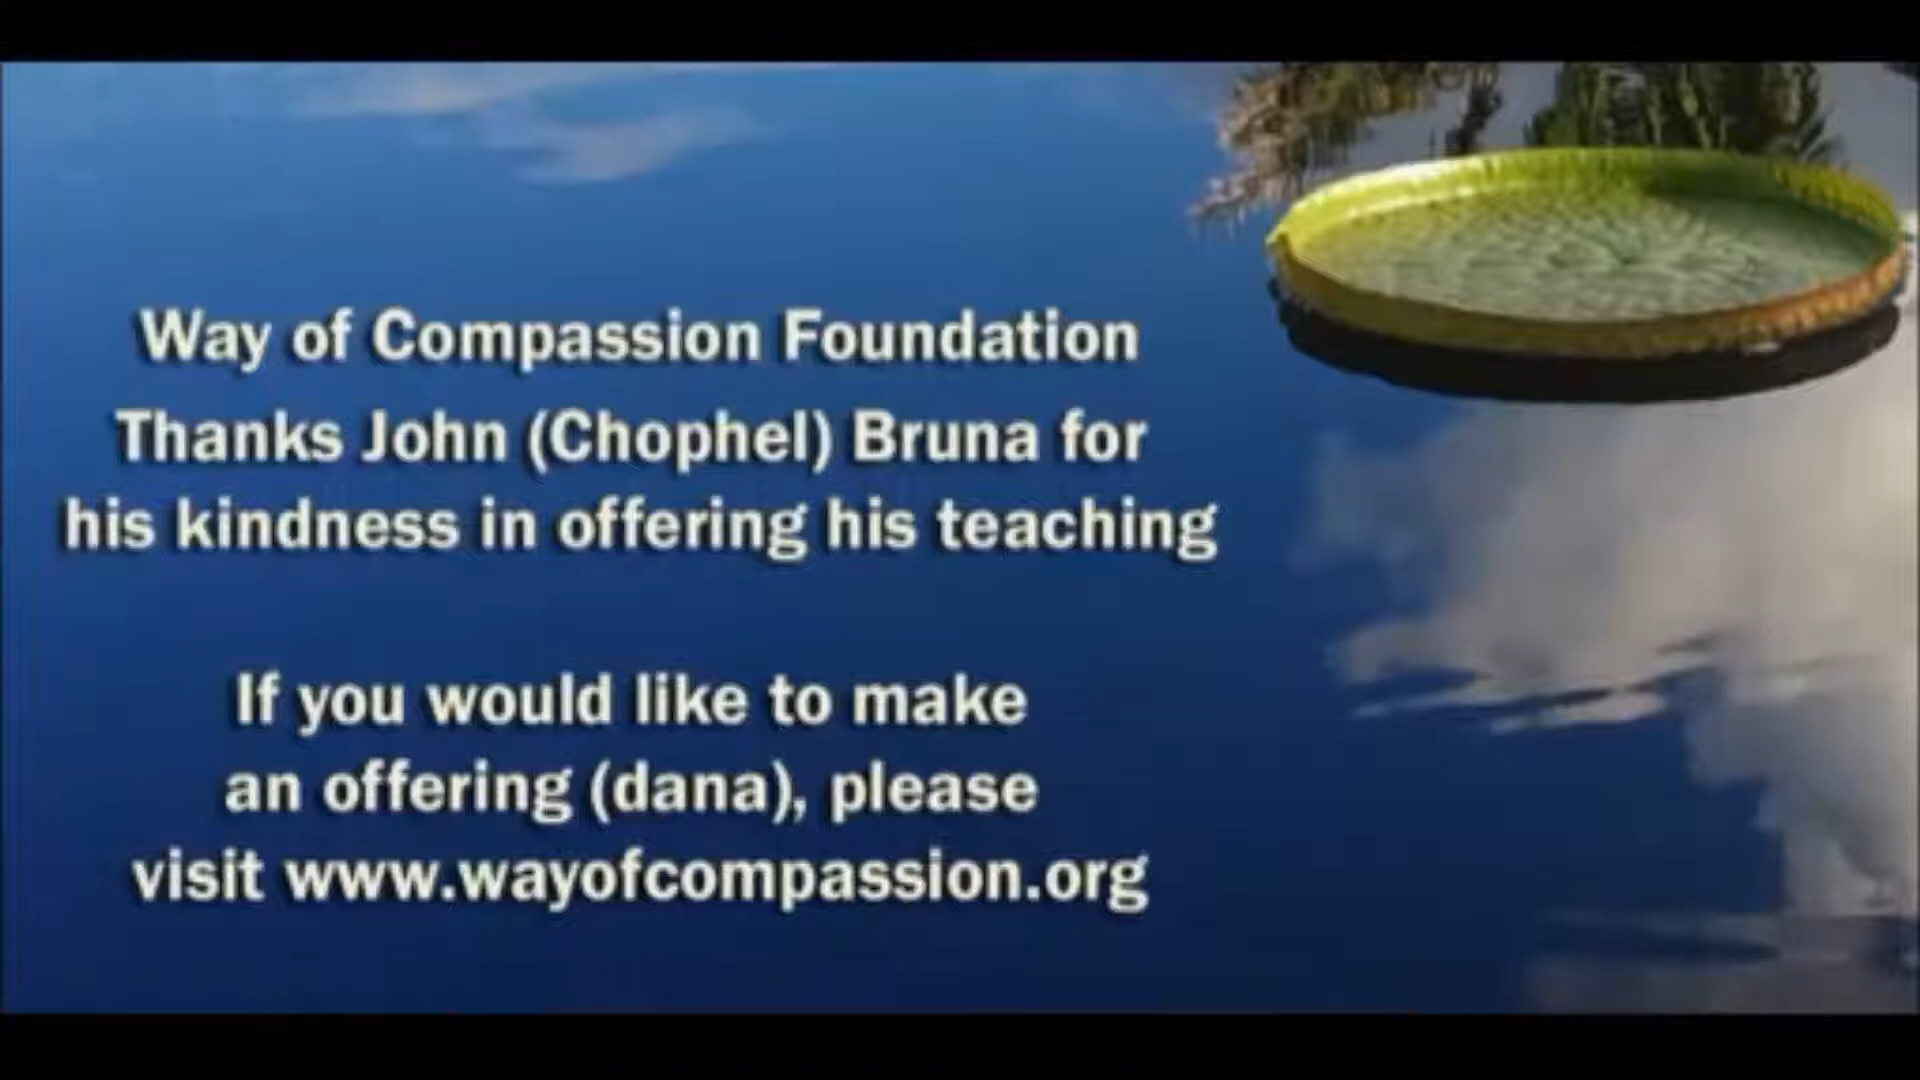 Way of Compassion Foundation
Thanks John (Chophel) Bruna for
his kindness in offering his teaching
If you would like to make
an offering (dana), please
visit www.wayofcompassion.org